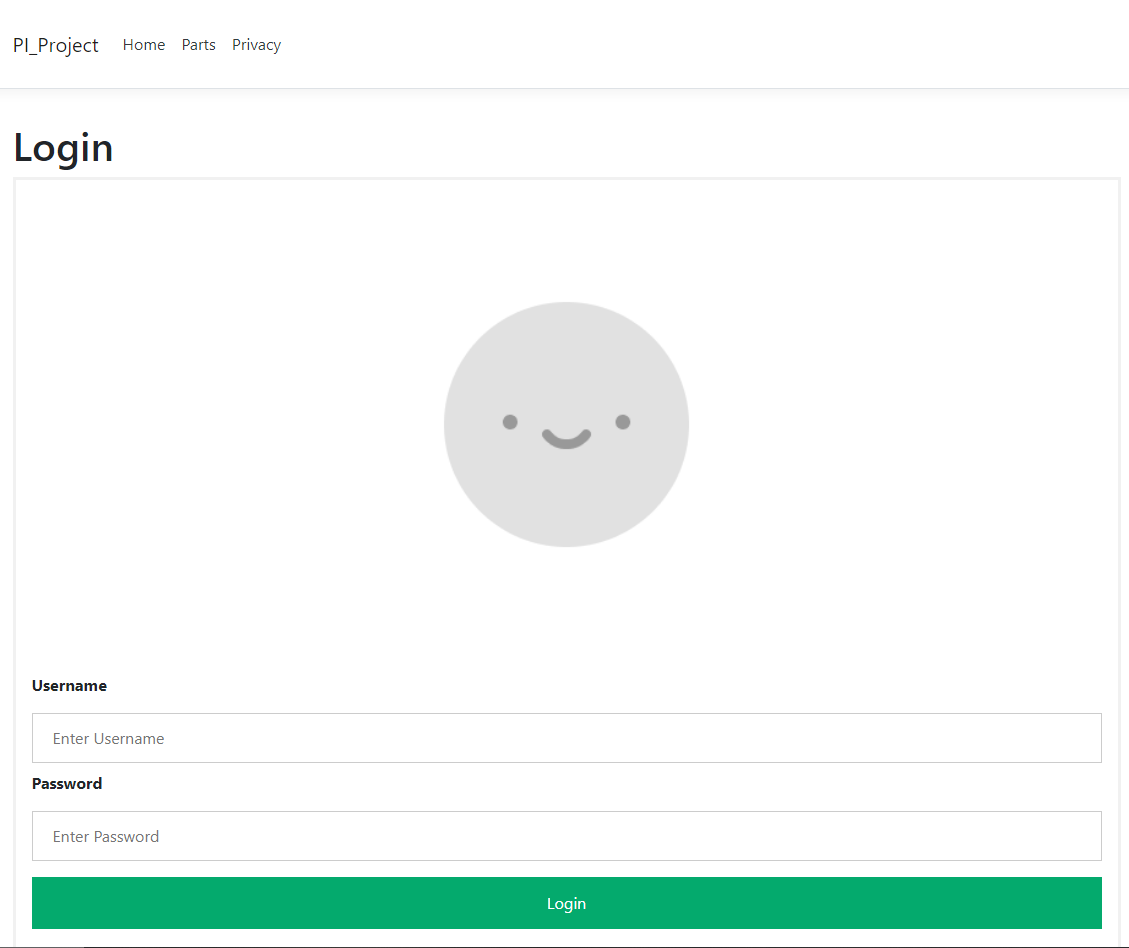 PI_Project Home Parts Privacy
Login
Username
Enter Username
Password
Enter Password
Login